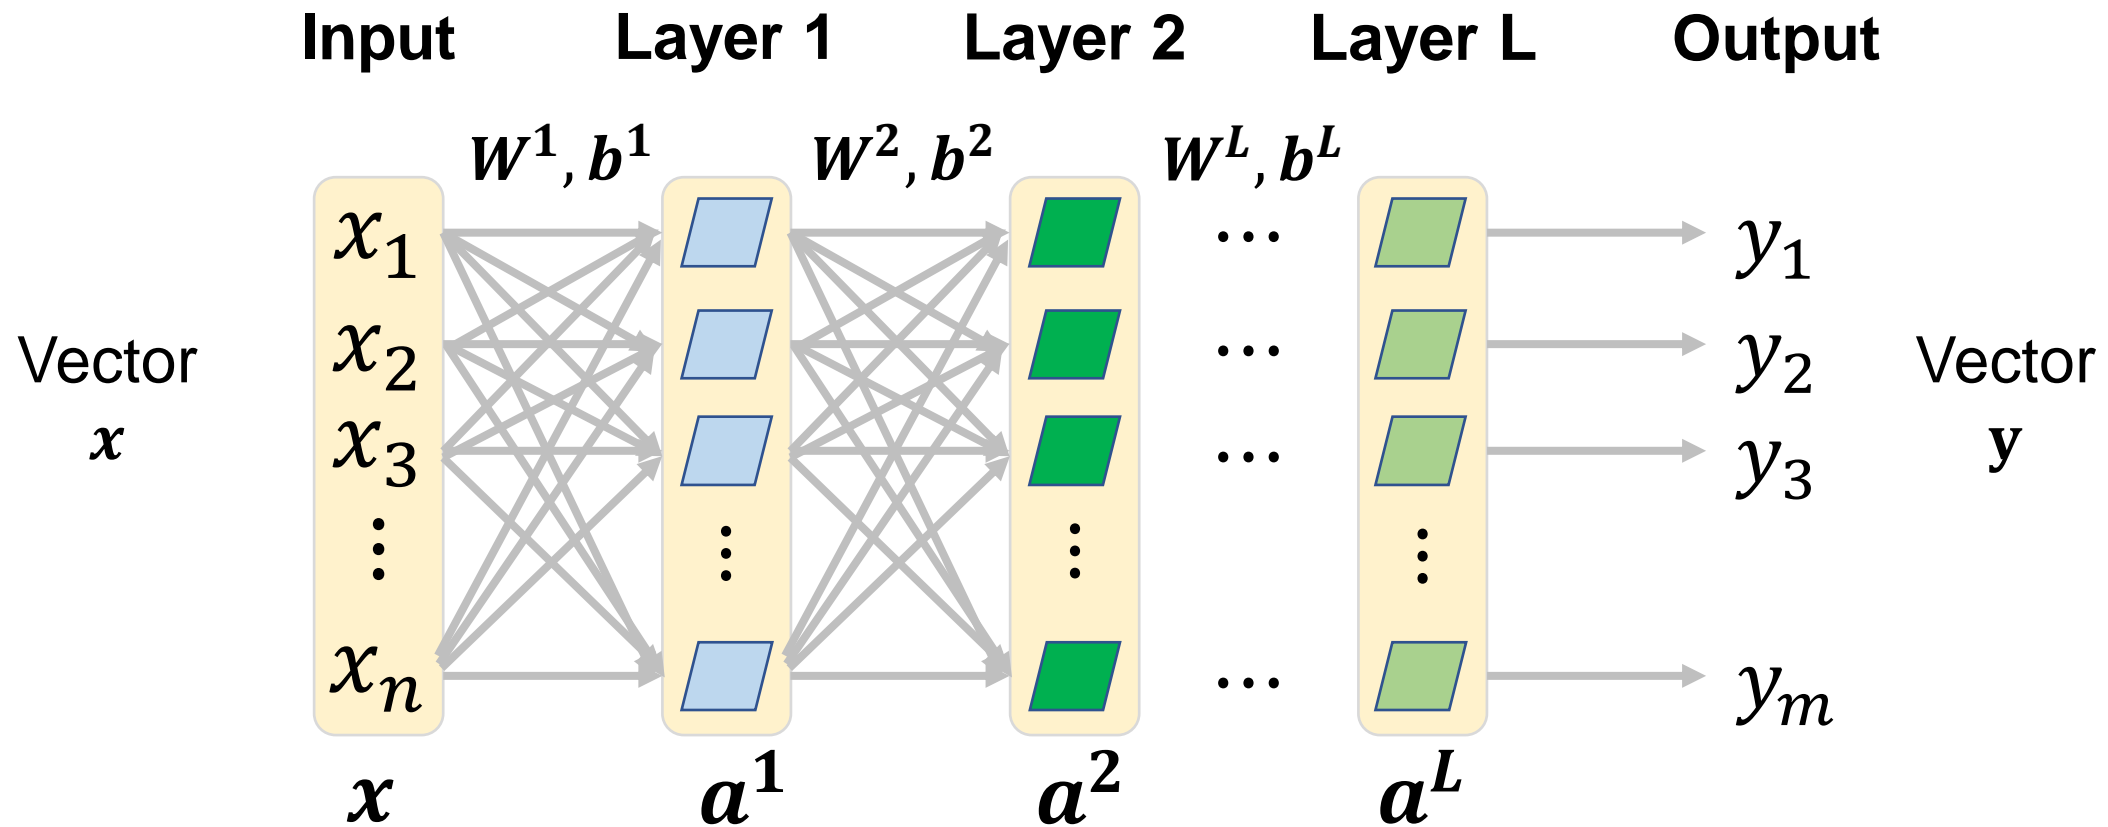 Input Layer 1 Layer 2 Layer L Output
W¹, b¹ W², b² Wᴸ, bᴸ
x₁ ⋯ y₁
Vector x₂ ⋯ y₂ Vector
x x₃ ⋯ y₃ y
⋮ ⋮ ⋮ ⋮
xₙ ⋯ yₘ
x a¹ a² aᴸ